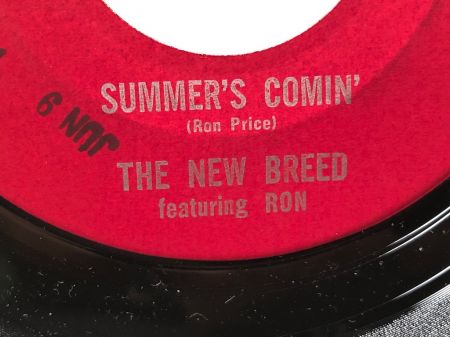 SUMMER'S COMIN'
(Ron Price)
THE NEW BREED
featuring RON
JUN 9